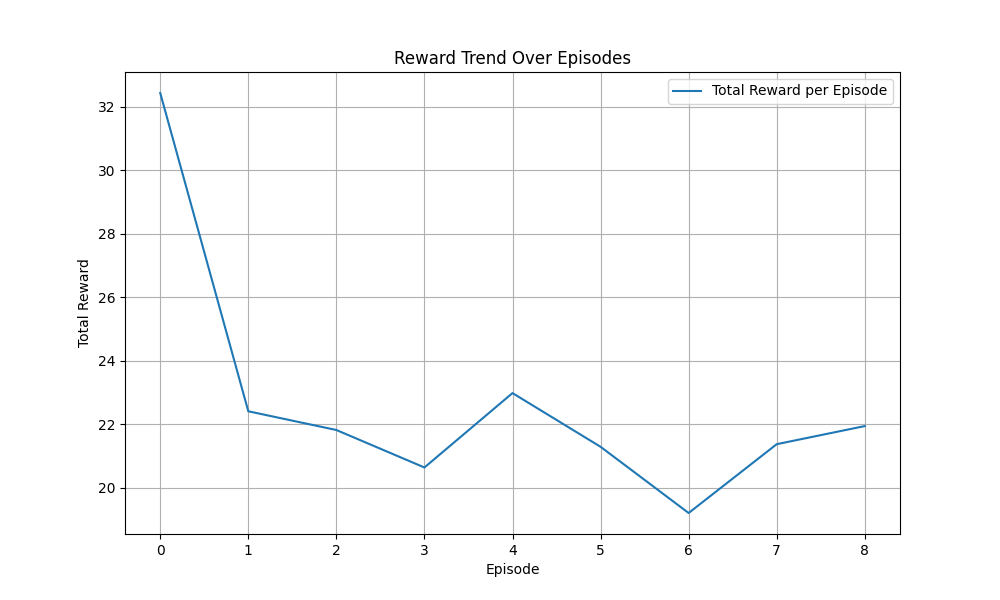 Reward Trend Over Episodes
Total Reward per Episode
32
30
28
26
24
22
20
Total Reward
0 1 2 3 4 5 6 7 8
Episode